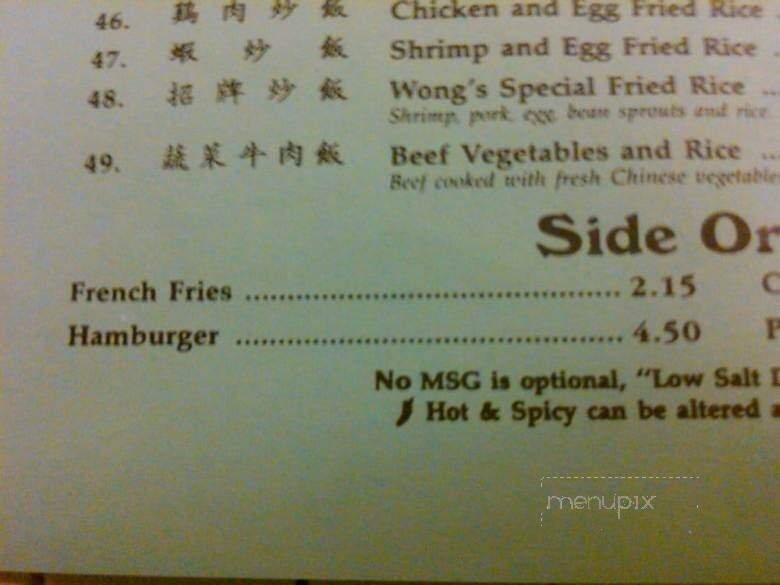 46. 鷄肉炒飯 Chicken and Egg Fried Rice
47. 蝦炒飯 Shrimp and Egg Fried Rice ..
48. 招牌炒飯 Wong's Special Fried Rice ...
Shrimp, pork, egg, bean sprouts and rice
49. 蔬菜牛肉飯 Beef Vegetables and Rice ...
Beef cooked with fresh Chinese vegetable
Side Or
French Fries ........................................ 2.15
Hamburger ........................................ 4.50
No MSG is optional, "Low Salt
Hot & Spicy can be altered a
menupix